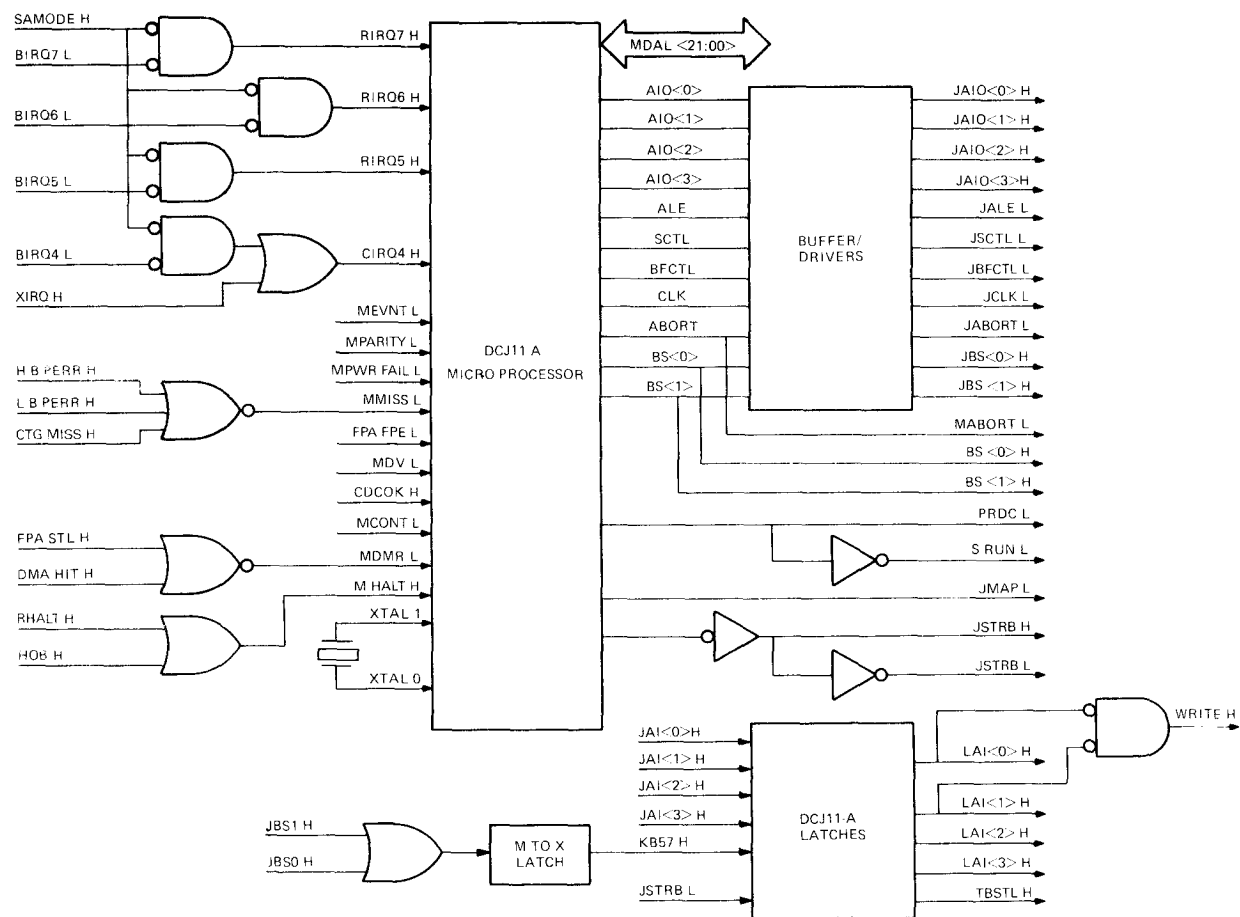 SAMODE H
BIRQ7 L
BIRQ6 L
BIRQ5 L
BIRQ4 L
XIRQ H
RIRQ7 H
RIRQ6 H
RIRQ5 H
CIRQ4 H
MEVNT L
MPARITY L
MPWR FAIL L
H B PERR H
L B PERR H
CTG MISS H
MMISS L
FPA FPE L
MDV L
CDCOK H
MCONT L
FPA STL H
DMA HIT H
MDMR L
RHALT H
HOB H
M HALT H
XTAL 1
XTAL 0
DCJ11 A
MICRO PROCESSOR
MDAL <21:00>
AIO<0>
AIO<1>
AIO<2>
AIO<3>
ALE
SCTL
BFCTL
CLK
ABORT
BS<0>
BS<1>
BUFFER/
DRIVERS
JAIO<0> H
JAIO<1> H
JAIO<2> H
JAIO<3>H
JALE L
JSCTL L
JBFCTL L
JCLK L
JABORT L
JBS<0> H
JBS <1> H
MABORT L
BS <0> H
BS <1> H
PRDC L
S RUN L
JMAP L
JSTRB H
JSTRB L
JBS1 H
JBS0 H
M TO X
LATCH
JAI<0>H
JAI<1> H
JAI<2> H
JAI<3> H
KB57 H
JSTRB L
DCJ11-A
LATCHES
WRITE H
LAI<0> H
LAI<1> H
LAI<2> H
LAI<3> H
TBSTL H